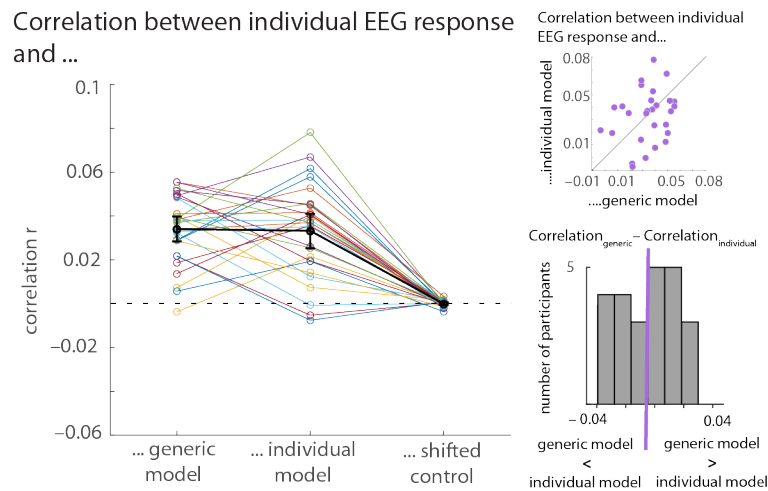 Correlation between individual EEG response
and ...
0.1
0.06
0.02
−0.02
−0.06
correlation r
... generic
model
... individual
model
... shifted
control
Correlation between individual
EEG response and...
0.08
0.05
0.01
...individual model
−0.01
0.01
0.05
0.08
....generic model
Correlationgeneric − Correlationindividual
5
number of participants
− 0.04
0.04
generic model
<
individual model
generic model
>
individual model